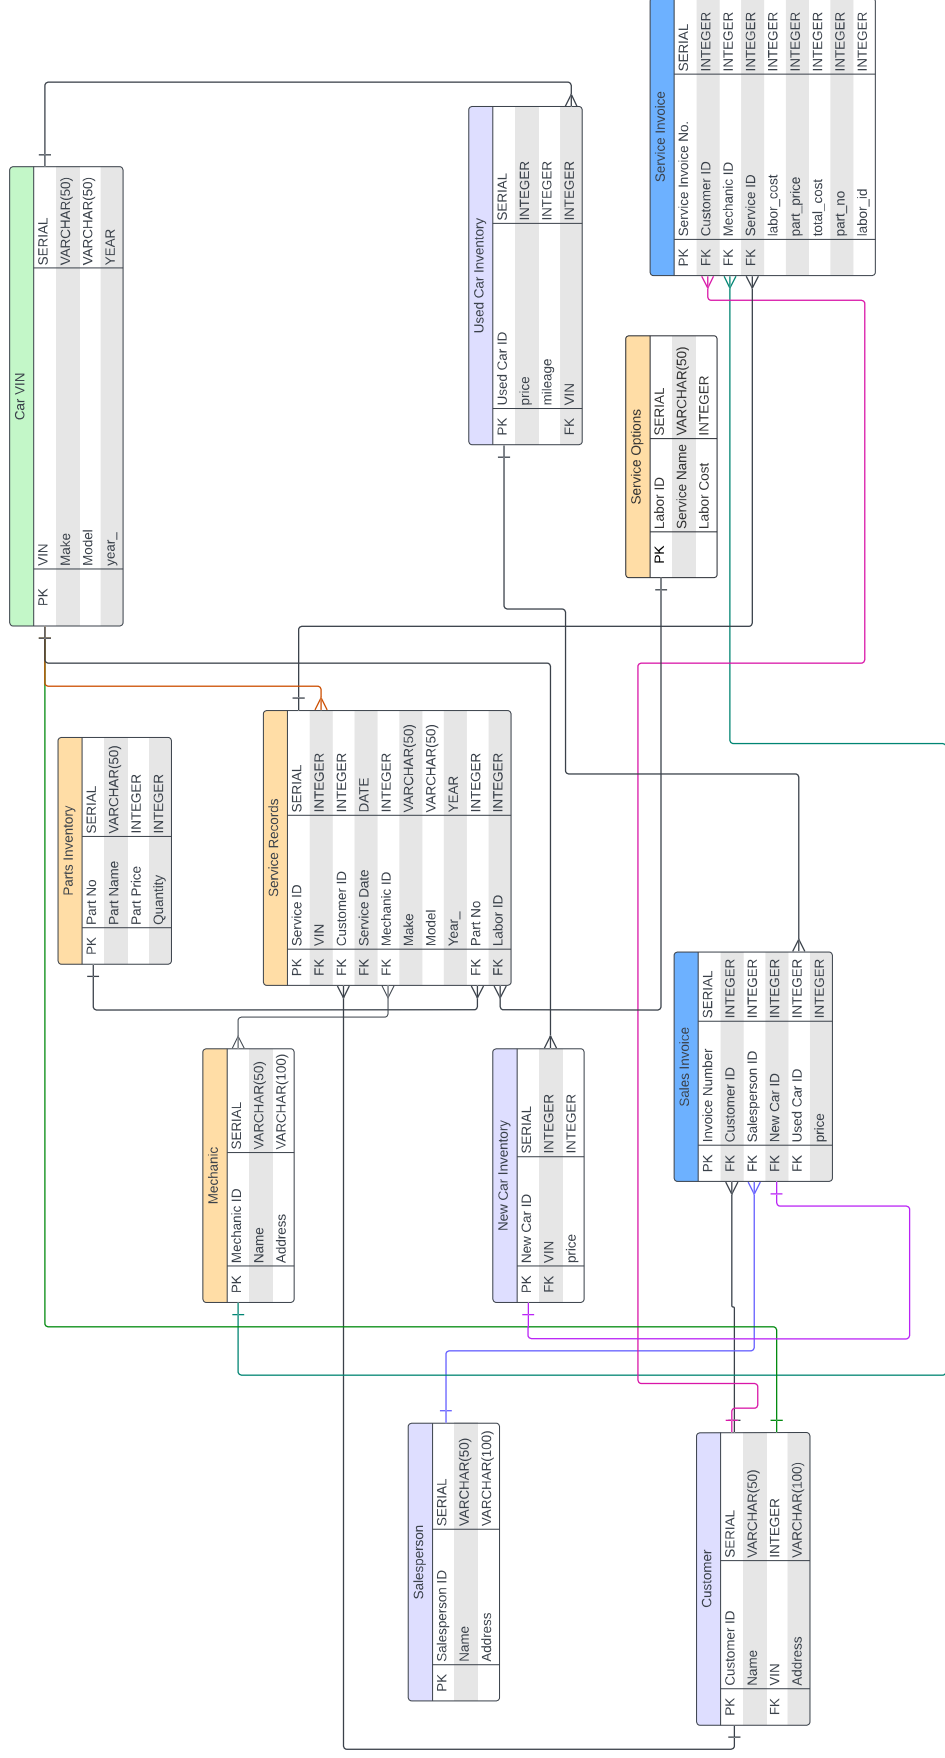 Service Invoice
PK Service Invoice No. SERIAL
FK Customer ID INTEGER
FK Mechanic ID INTEGER
FK Service ID INTEGER
labor_cost INTEGER
part_price INTEGER
total_cost INTEGER
part_no INTEGER
labor_id INTEGER
Used Car Inventory
PK Used Car ID SERIAL
price INTEGER
mileage INTEGER
FK VIN INTEGER
Car VIN
PK VIN SERIAL
Make VARCHAR(50)
Model VARCHAR(50)
year_ YEAR
Service Options
PK Labor ID SERIAL
Service Name VARCHAR(50)
Labor Cost INTEGER
Parts Inventory
PK Part No SERIAL
Part Name VARCHAR(50)
Part Price INTEGER
Quantity INTEGER
Service Records
PK Service ID SERIAL
FK VIN INTEGER
FK Customer ID INTEGER
FK Service Date DATE
FK Mechanic ID INTEGER
Make VARCHAR(50)
Model VARCHAR(50)
Year_ YEAR
FK Part No INTEGER
FK Labor ID INTEGER
Sales Invoice
PK Invoice Number SERIAL
FK Customer ID INTEGER
FK Salesperson ID INTEGER
FK New Car ID INTEGER
FK Used Car ID INTEGER
price INTEGER
Mechanic
PK Mechanic ID SERIAL
Name VARCHAR(50)
Address VARCHAR(100)
New Car Inventory
PK New Car ID SERIAL
FK VIN INTEGER
price INTEGER
Salesperson
PK Salesperson ID SERIAL
Name VARCHAR(50)
Address VARCHAR(100)
Customer
PK Customer ID SERIAL
Name VARCHAR(50)
FK VIN INTEGER
Address VARCHAR(100)